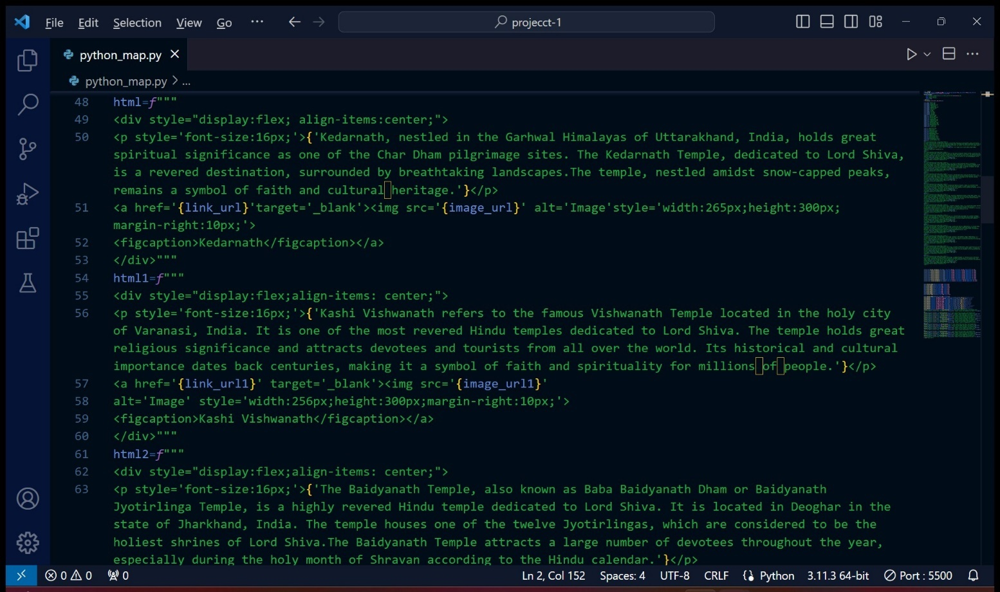 File Edit Selection View Go ··· projecct-1
python_map.py
python_map.py > ...
48 html=f"""
49 <div style="display:flex; align-items:center;">
50 <p style='font-size:16px;'>{'Kedarnath, nestled in the Garhwal Himalayas of Uttarakhand, India, holds great
spiritual significance as one of the Char Dham pilgrimage sites. The Kedarnath Temple, dedicated to Lord Shiva,
is a revered destination, surrounded by breathtaking landscapes.The temple, nestled amidst snow-capped peaks,
remains a symbol of faith and cultural heritage.'}</p>
51 <a href='{link_url}'target='_blank'><img src='{image_url}' alt='Image'style='width:265px;height:300px;
margin-right:10px;'>
52 <figcaption>Kedarnath</figcaption></a>
53 </div>"""
54 html1=f"""
55 <div style="display:flex;align-items: center;">
56 <p style='font-size:16px;'>{'Kashi Vishwanath refers to the famous Vishwanath Temple located in the holy city
of Varanasi, India. It is one of the most revered Hindu temples dedicated to Lord Shiva. The temple holds great
religious significance and attracts devotees and tourists from all over the world. Its historical and cultural
importance dates back centuries, making it a symbol of faith and spirituality for millions of people.'}</p>
57 <a href='{link_url1}' target='_blank'><img src='{image_url1}'
58 alt='Image' style='width:256px;height:300px;margin-right:10px;'>
59 <figcaption>Kashi Vishwanath</figcaption></a>
60 </div>"""
61 html2=f"""
62 <div style="display:flex;align-items: center;">
63 <p style='font-size:16px;'>{'The Baidyanath Temple, also known as Baba Baidyanath Dham or Baidyanath
Jyotirlinga Temple, is a highly revered Hindu temple dedicated to Lord Shiva. It is located in Deoghar in the
state of Jharkhand, India. The temple houses one of the twelve Jyotirlingas, which are considered to be the
holiest shrines of Lord Shiva.The Baidyanath Temple attracts a large number of devotees throughout the year,
especially during the holy month of Shravan according to the Hindu calendar.'}</p>
0 0 0 Ln 2, Col 152 Spaces: 4 UTF-8 CRLF Python 3.11.3 64-bit Port : 5500